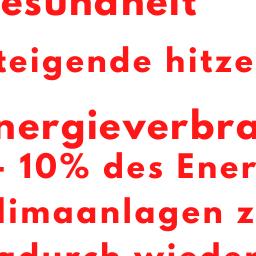 esundheit
teigende hitze
nergieverbra
- 10% des Ener
limaanlagen z
adurch wieder